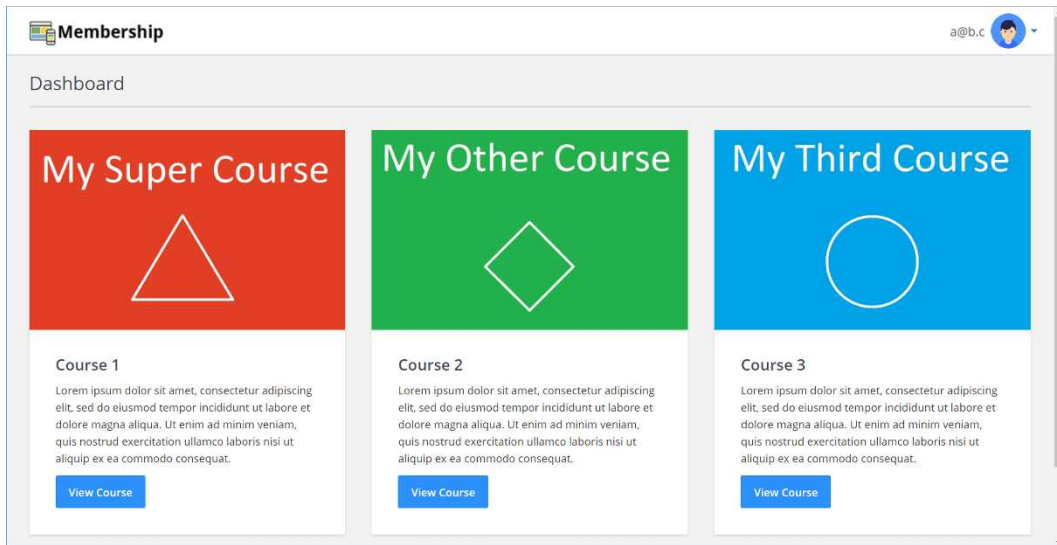 Membership
a@b.c
Dashboard
My Super Course
My Other Course
My Third Course
Course 1
Lorem ipsum dolor sit amet, consectetur adipiscing
elit, sed do eiusmod tempor incididunt ut labore et
dolore magna aliqua. Ut enim ad minim veniam,
quis nostrud exercitation ullamco laboris nisi ut
aliquip ex ea commodo consequat.
View Course
Course 2
Lorem ipsum dolor sit amet, consectetur adipiscing
elit, sed do eiusmod tempor incididunt ut labore et
dolore magna aliqua. Ut enim ad minim veniam,
quis nostrud exercitation ullamco laboris nisi ut
aliquip ex ea commodo consequat.
View Course
Course 3
Lorem ipsum dolor sit amet, consectetur adipiscing
elit, sed do eiusmod tempor incididunt ut labore et
dolore magna aliqua. Ut enim ad minim veniam,
quis nostrud exercitation ullamco laboris nisi ut
aliquip ex ea commodo consequat.
View Course